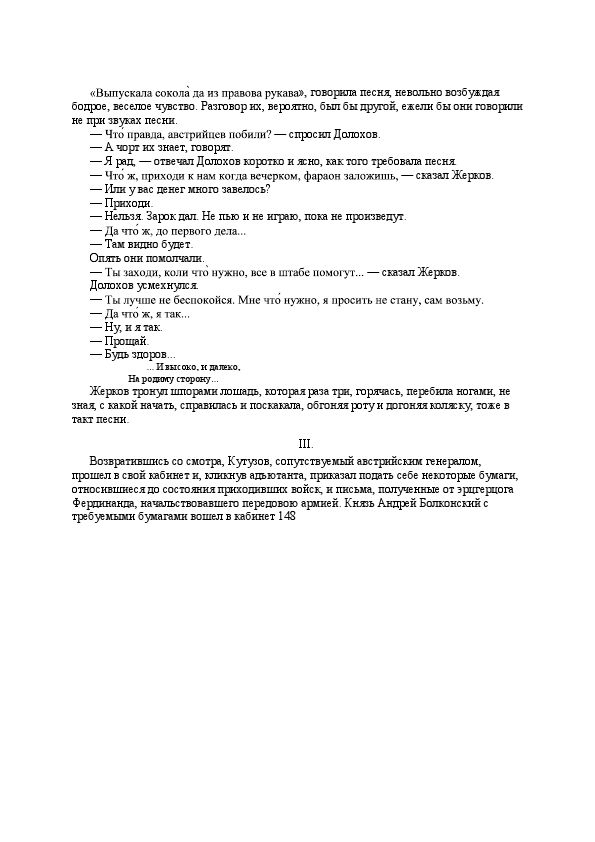 «Выпускала сокола̀ да из правова рукава», говорила песня, невольно возбуждая
бодрое, веселое чувство. Разговор их, вероятно, был бы другой, ежели бы они говорили
не при звуках песни.
— Что́ правда, австрийцев побили? — спросил Долохов.
— А чорт их знает, говорят.
— Я рад, — отвечал Долохов коротко и ясно, как того требовала песня.
— Что́ ж, приходи к нам когда вечерком, фараон заложишь, — сказал Жерков.
— Или у вас денег много завелось?
— Приходи.
— Нельзя. Зарок дал. Не пью и не играю, пока не произведут.
— Да что́ ж, до первого дела...
— Там видно будет.
Опять они помолчали.
— Ты заходи, коли что́ нужно, все в штабе помогут... — сказал Жерков.
Долохов усмехнулся.
— Ты лучше не беспокойся. Мне что́ нужно, я просить не стану, сам возьму.
— Да что́ ж, я так...
— Ну, и я так.
— Прощай.
— Будь здоров...
... И высоко, и далеко,
На родиму сторону...
Жерков тронул шпорами лошадь, которая раза три, горячась, перебила ногами, не
зная, с какой начать, справилась и поскакала, обгоняя роту и догоняя коляску, тоже в
такт песни.
III.
Возвратившись со смотра, Кутузов, сопутствуемый австрийским генералом,
прошел в свой кабинет и, кликнув адъютанта, приказал подать себе некоторые бумаги,
относившиеся до состояния приходивших войск, и письма, полученные от эрцгерцога
Фердинанда, начальствовавшего передовою армией. Князь Андрей Болконский с
требуемыми бумагами вошел в кабинет 148